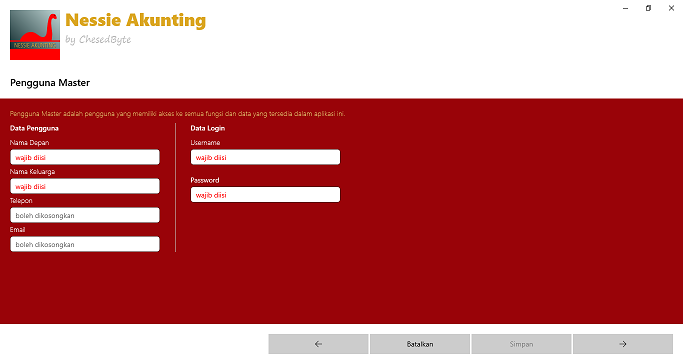 Nessie Akunting
by ChesedByte
NESSIE AKUNTING
Pengguna Master
Pengguna Master adalah pengguna yang memiliki akses ke semua fungsi dan data yang tersedia dalam aplikasi ini.
Data Pengguna
Nama Depan
wajib diisi
Nama Keluarga
wajib diisi
Telepon
boleh dikosongkan
Email
boleh dikosongkan
Data Login
Username
wajib diisi
Password
wajib diisi
Batalkan
Simpan